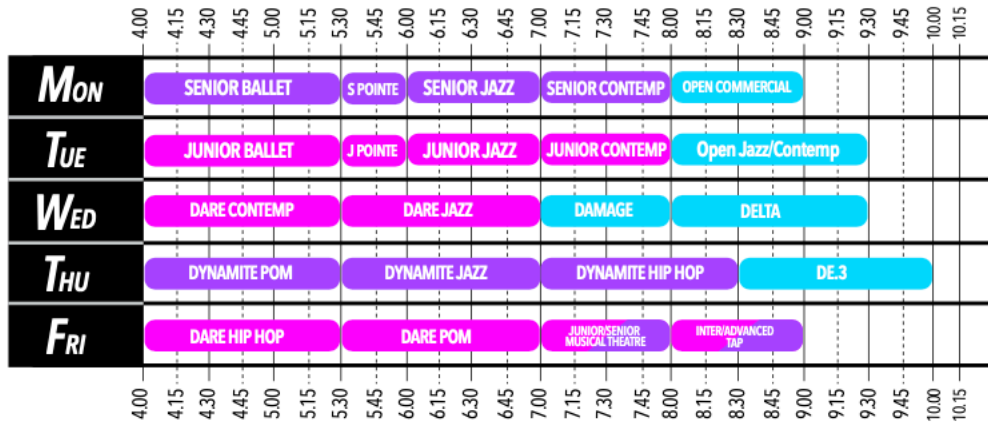 4.00 4.15 4.30 4.45 5.00 5.15 5.30 5.45 6.00 6.15 6.30 6.45 7.00 7.15 7.30 7.45 8.00 8.15 8.30 8.45 9.00 9.15 9.30 9.45 10.00 10.15
MON SENIOR BALLET S POINTE SENIOR JAZZ SENIOR CONTEMP OPEN COMMERCIAL
TUE JUNIOR BALLET J POINTE JUNIOR JAZZ JUNIOR CONTEMP Open Jazz/Contemp
WED DARE CONTEMP DARE JAZZ DAMAGE DELTA
THU DYNAMITE POM DYNAMITE JAZZ DYNAMITE HIP HOP DE.3
FRI DARE HIP HOP DARE POM JUNIOR/SENIOR MUSICAL THEATRE INTER/ADVANCED TAP
4.00 4.15 4.30 4.45 5.00 5.15 5.30 5.45 6.00 6.15 6.30 6.45 7.00 7.15 7.30 7.45 8.00 8.15 8.30 8.45 9.00 9.15 9.30 9.45 10.00 10.15